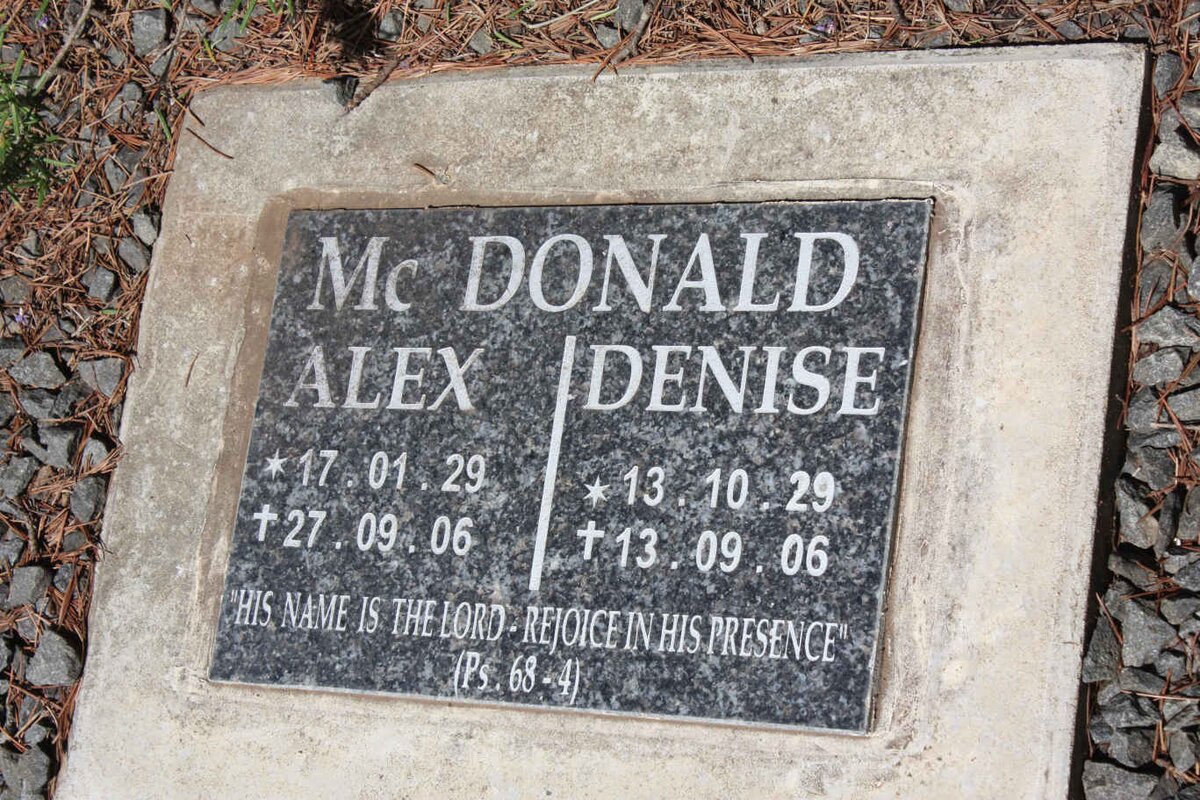 Mc DONALD
ALEX | DENISE
* 17 . 01 . 29 * 13 . 10 . 29
✝ 27 . 09 . 06 ✝ 13 . 09 . 06
"HIS NAME IS THE LORD - REJOICE IN HIS PRESENCE"
(Ps . 68 - 4)